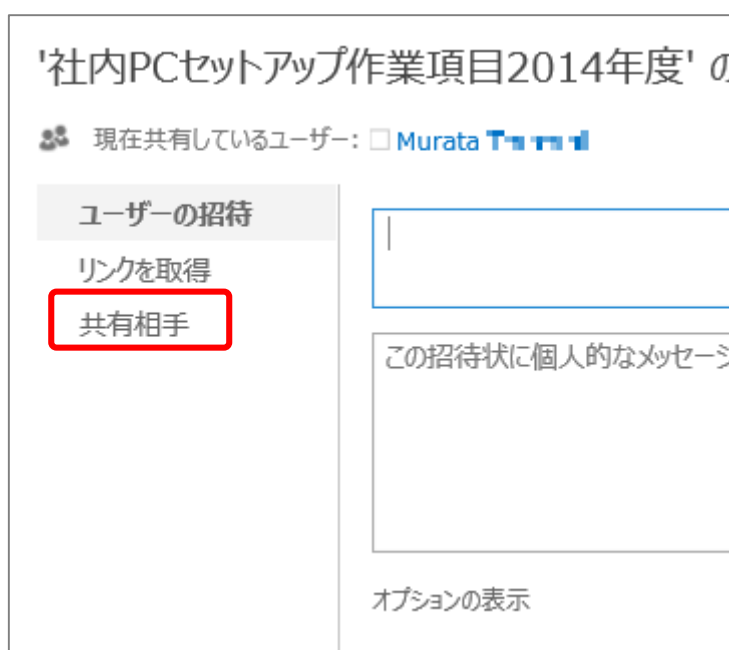 '社内PCセットアップ作業項目2014年度' の
現在共有しているユーザー: Murata
ユーザーの招待
リンクを取得
共有相手
この招待状に個人的なメッセージ
オプションの表示